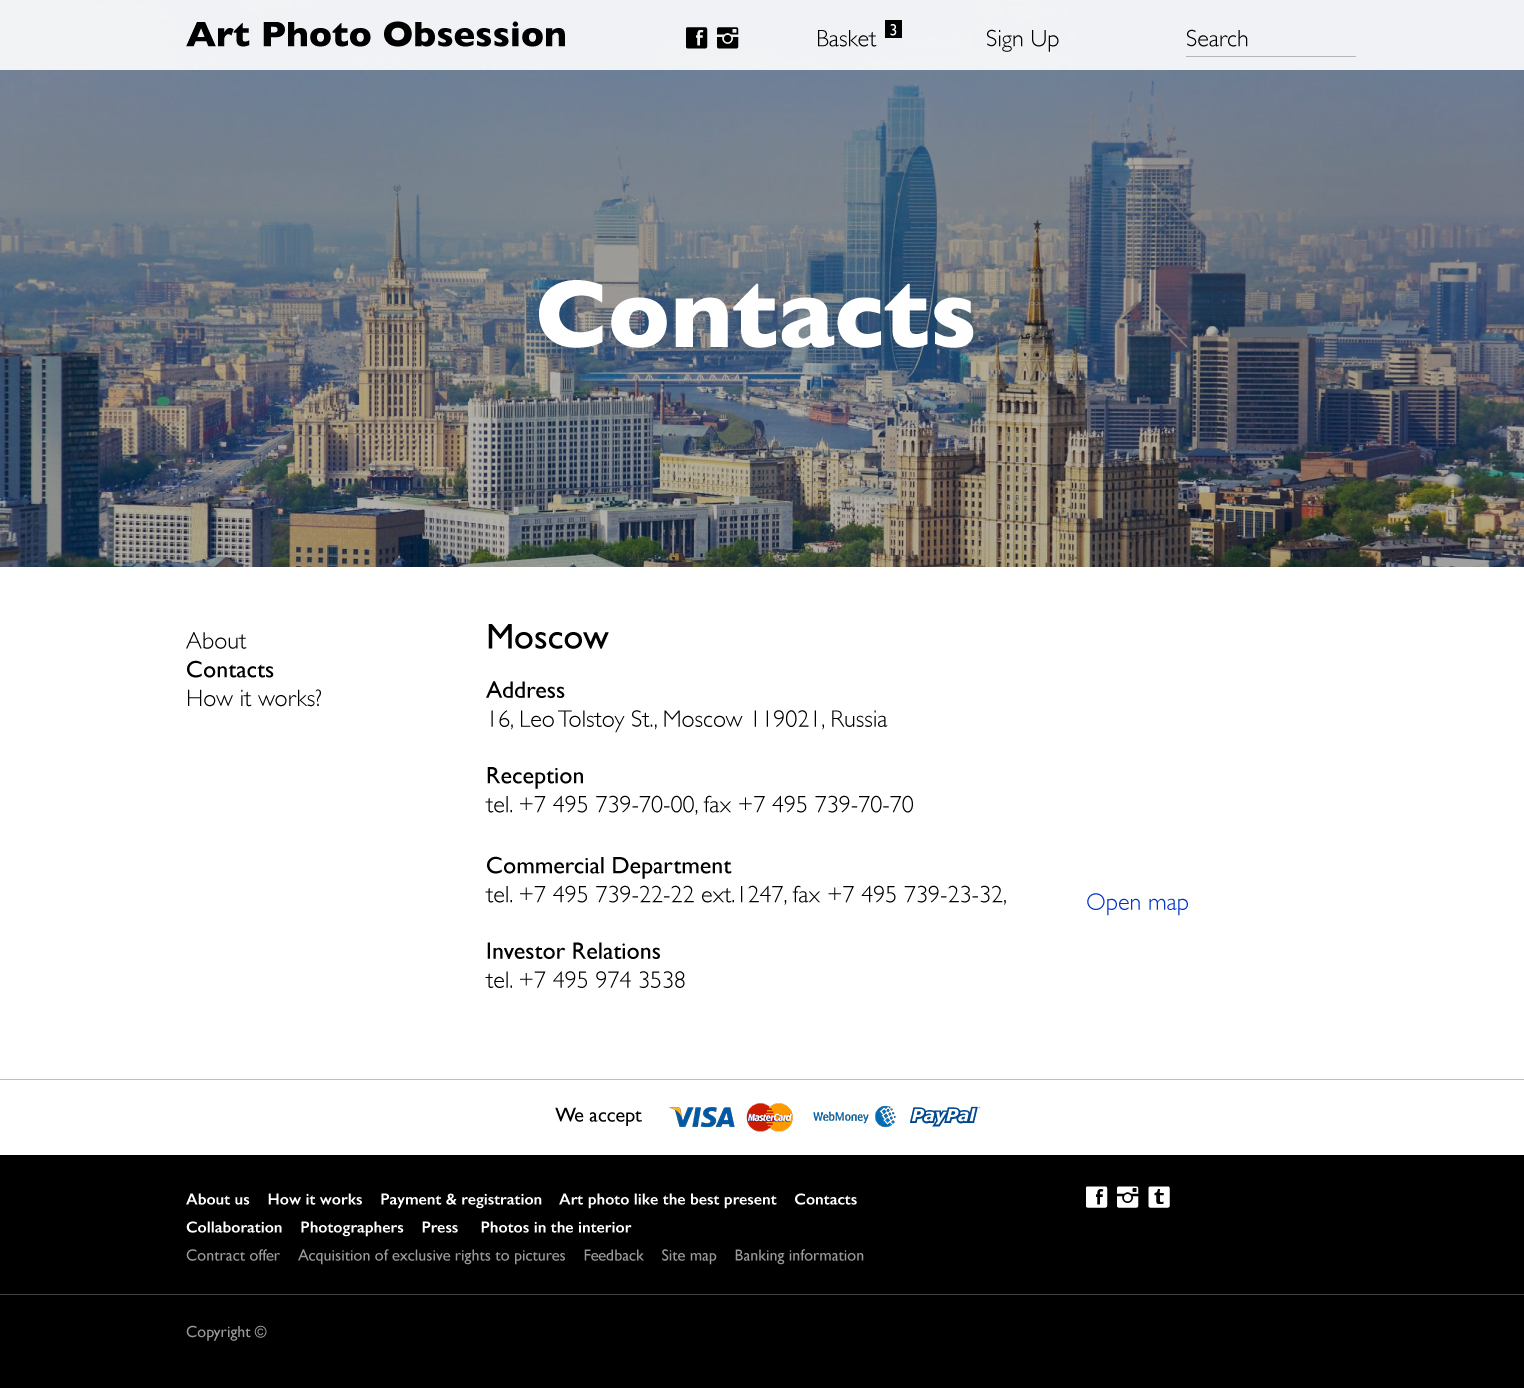 Art Photo Obsession
Basket 3
Sign Up
Search
Contacts
About
Contacts
How it works?
Moscow
Address
16, Leo Tolstoy St., Moscow 119021, Russia
Reception
tel. +7 495 739-70-00, fax +7 495 739-70-70
Commercial Department
tel. +7 495 739-22-22 ext.1247, fax +7 495 739-23-32,
Open map
Investor Relations
tel. +7 495 974 3538
We accept VISA MasterCard WebMoney PayPal
About us How it works Payment & registration Art photo like the best present Contacts
Collaboration Photographers Press Photos in the interior
Contract offer Acquisition of exclusive rights to pictures Feedback Site map Banking information
Copyright ©